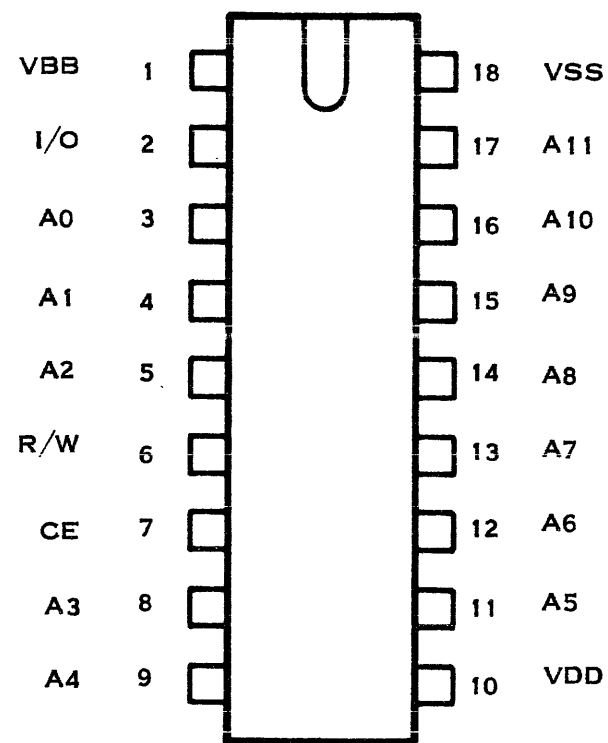 VBB 1 18 VSS
I/O 2 17 A11
A0 3 16 A10
A1 4 15 A9
A2 5 14 A8
R/W 6 13 A7
CE 7 12 A6
A3 8 11 A5
A4 9 10 VDD